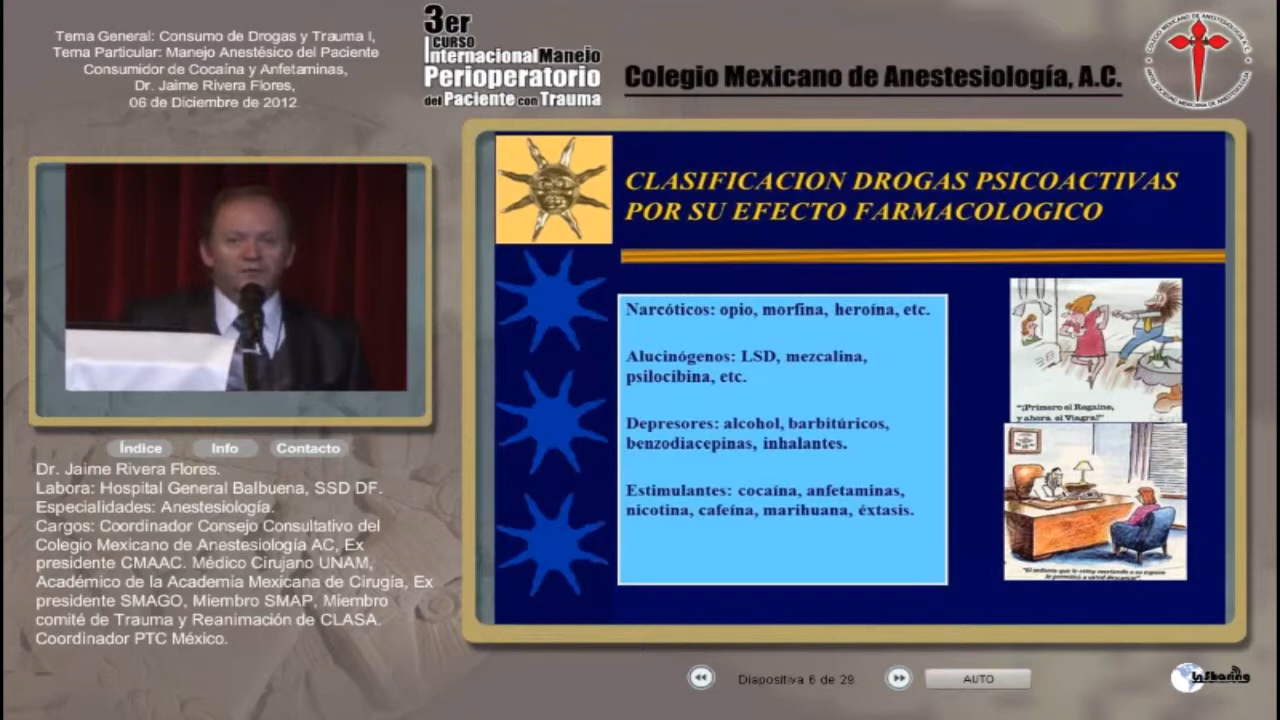 Tema General: Consumo de Drogas y Trauma I,
Tema Particular: Manejo Anestésico del Paciente
Consumidor de Cocaína y Anfetaminas,
Dr. Jaime Rivera Flores,
06 de Diciembre de 2012.
3er
CURSO
Internacional Manejo
Perioperatorio
del Paciente con Trauma
Colegio Mexicano de Anestesiología, A.C.
CLASIFICACION DROGAS PSICOACTIVAS
POR SU EFECTO FARMACOLOGICO
Narcóticos: opio, morfina, heroína, etc.
Alucinógenos: LSD, mezcalina,
psilocibina, etc.
Depresores: alcohol, barbitúricos,
benzodiacepinas, inhalantes.
Estimulantes: cocaína, anfetaminas,
nicotina, cafeína, marihuana, éxtasis.
"¡Primero el Regaine,
y ahora el Viagra!"
Índice Info Contacto
Dr. Jaime Rivera Flores.
Labora: Hospital General Balbuena, SSD DF.
Especialidades: Anestesiología.
Cargos: Coordinador Consejo Consultativo del
Colegio Mexicano de Anestesiología AC, Ex
presidente CMAAC. Médico Cirujano UNAM,
Académico de la Academia Mexicana de Cirugía, Ex
presidente SMAGO, Miembro SMAP, Miembro
comité de Trauma y Reanimación de CLASA.
Coordinador PTC México.
Diapositiva 6 de 29
AUTO
InSharing